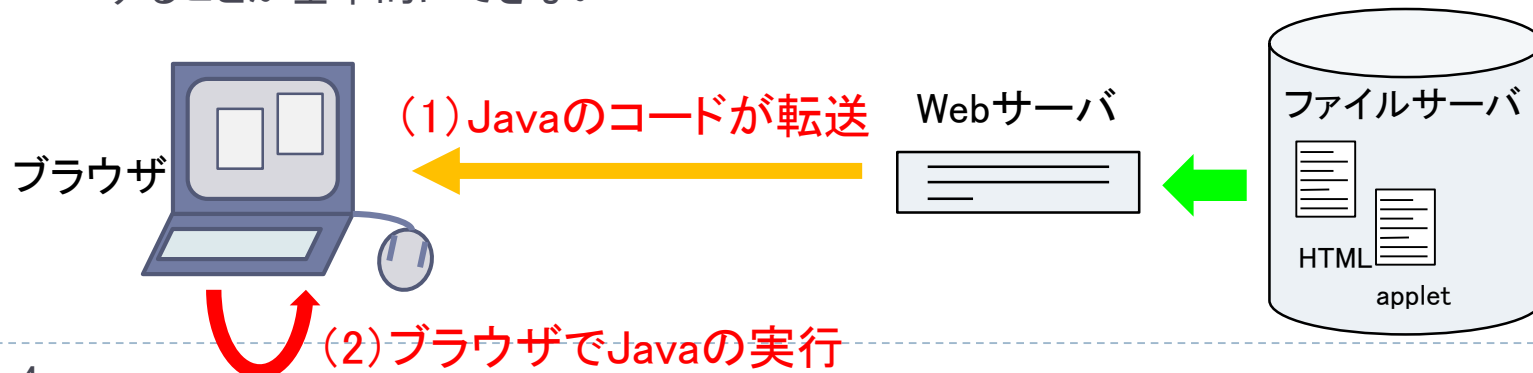 (1)Javaのコードが転送
Webサーバ
ファイルサーバ
ブラウザ
HTML
applet
(2)ブラウザでJavaの実行